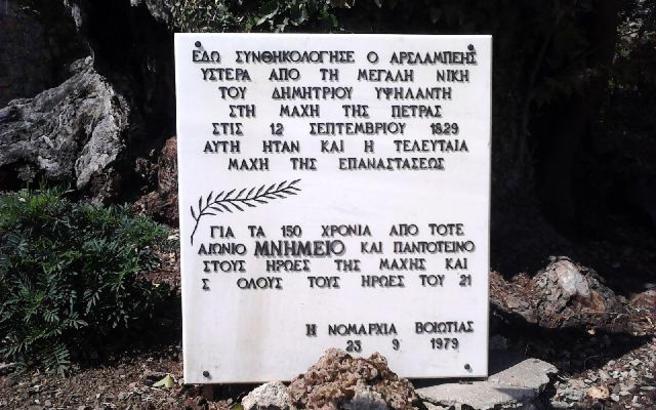 ΕΔΩ ΣΥΝΘΗΚΟΛΟΓΗΣΕ Ο ΑΡΣΛΑΜΠΕΗΣ
ΥΣΤΕΡΑ ΑΠΟ ΤΗ ΜΕΓΑΛΗ ΝΙΚΗ
ΤΟΥ ΔΗΜΗΤΡΙΟΥ ΥΨΗΛΑΝΤΗ
ΣΤΗ ΜΑΧΗ ΤΗΣ ΠΕΤΡΑΣ
ΣΤΙΣ 12 ΣΕΠΤΕΜΒΡΙΟΥ 1829
ΑΥΤΗ ΗΤΑΝ ΚΑΙ Η ΤΕΛΕΥΤΑΙΑ
ΜΑΧΗ ΤΗΣ ΕΠΑΝΑΣΤΑΣΕΩΣ
ΓΙΑ ΤΑ 150 ΧΡΟΝΙΑ ΑΠΟ ΤΟΤΕ
ΑΙΩΝΙΟ ΜΝΗΜΕΙΟ ΚΑΙ ΠΑΝΤΟΤΕΙΝΟ
ΣΤΟΥΣ ΗΡΩΕΣ ΤΗΣ ΜΑΧΗΣ ΚΑΙ
Σ ΟΛΟΥΣ ΤΟΥΣ ΗΡΩΕΣ ΤΟΥ 21
Η ΝΟΜΑΡΧΙΑ ΒΟΙΩΤΙΑΣ
23 9 1979